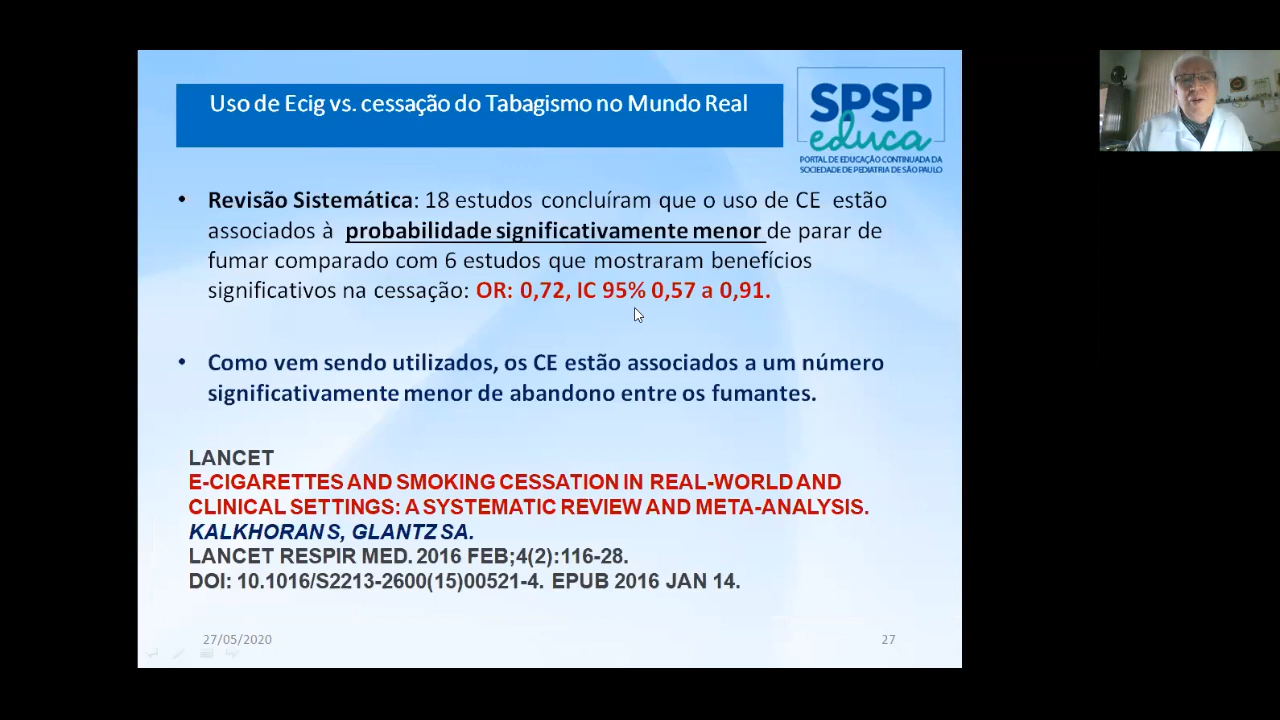 Uso de Ecig vs. cessação do Tabagismo no Mundo Real
SPSP
educa
PORTAL DE EDUCAÇÃO CONTINUADA DA
SOCIEDADE DE PEDIATRIA DE SÃO PAULO
• Revisão Sistemática: 18 estudos concluíram que o uso de CE estão
associados à probabilidade significativamente menor de parar de
fumar comparado com 6 estudos que mostraram benefícios
significativos na cessação: OR: 0,72, IC 95% 0,57 a 0,91.
• Como vem sendo utilizados, os CE estão associados a um número
significativamente menor de abandono entre os fumantes.
LANCET
E-CIGARETTES AND SMOKING CESSATION IN REAL-WORLD AND
CLINICAL SETTINGS: A SYSTEMATIC REVIEW AND META-ANALYSIS.
KALKHORAN S, GLANTZ SA.
LANCET RESPIR MED. 2016 FEB;4(2):116-28.
DOI: 10.1016/S2213-2600(15)00521-4. EPUB 2016 JAN 14.
27/05/2020
27